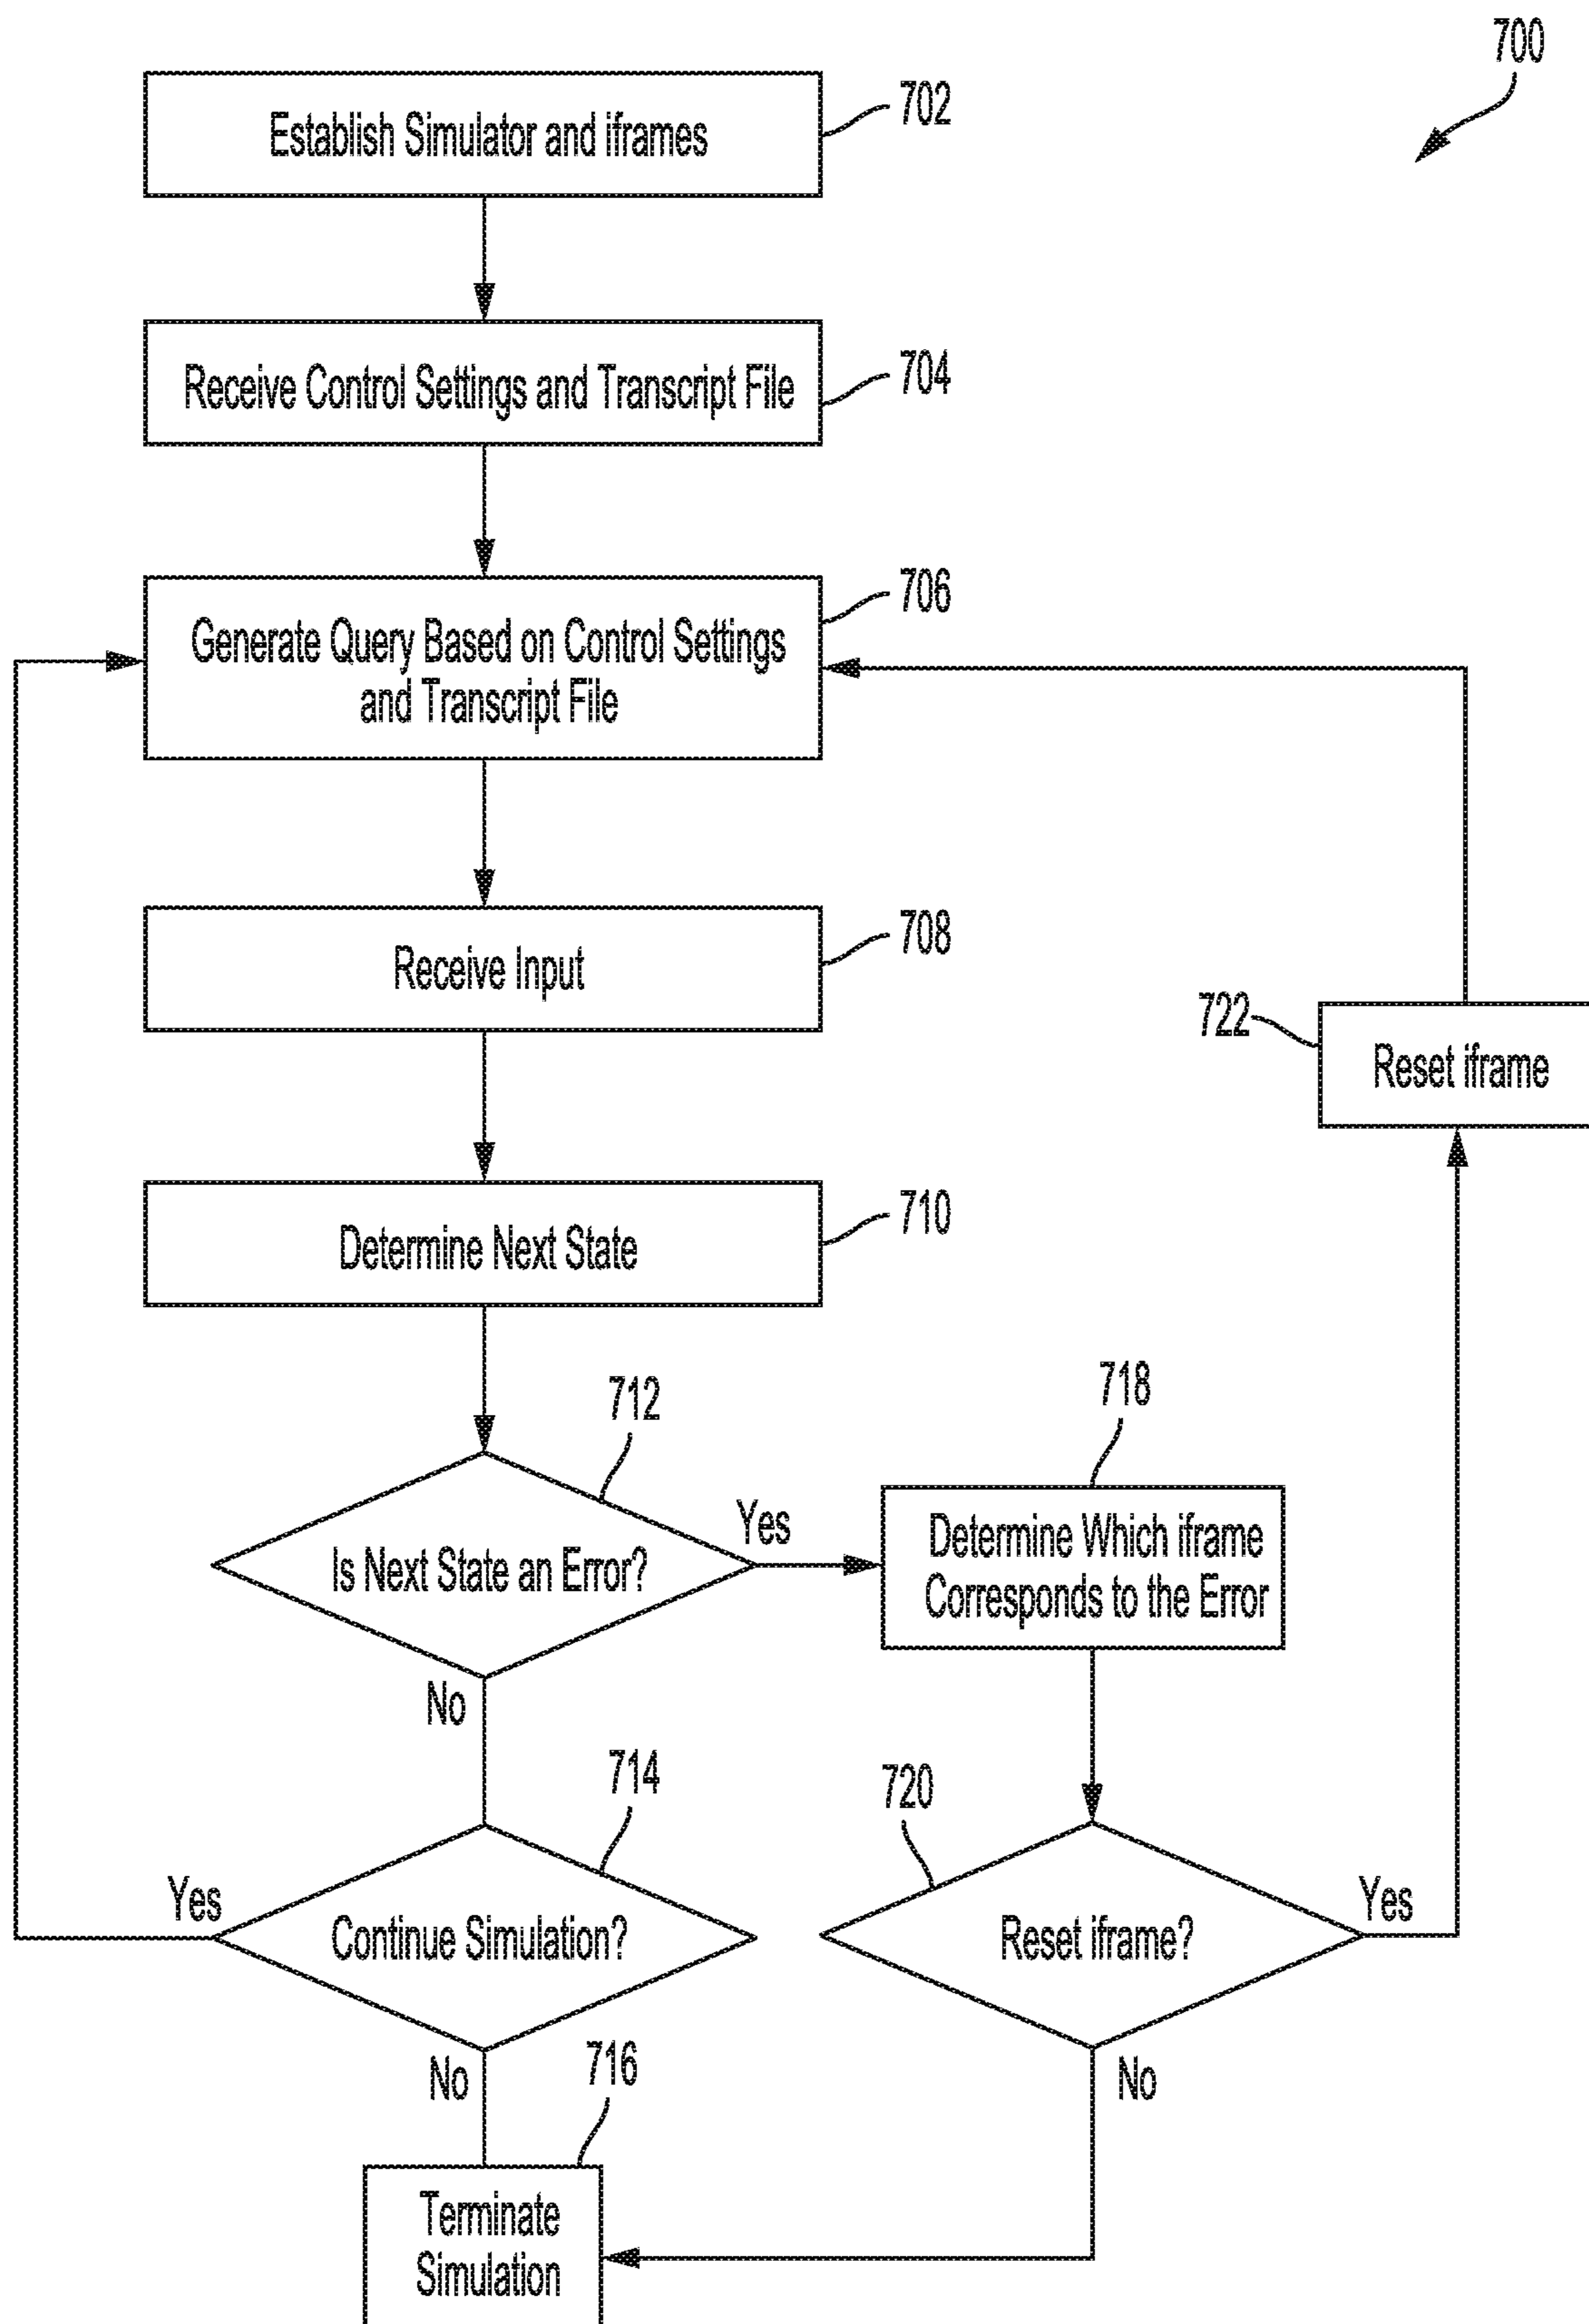 700
Establish Simulator and iframes
702
Receive Control Settings and Transcript File
704
Generate Query Based on Control Settings
and Transcript File
706
Receive Input
708
722
Reset iframe
Determine Next State
710
712
Is Next State an Error?
Yes
No
718
Determine Which iframe
Corresponds to the Error
714
Continue Simulation?
Yes
No
720
Reset iframe?
Yes
No
716
Terminate
Simulation